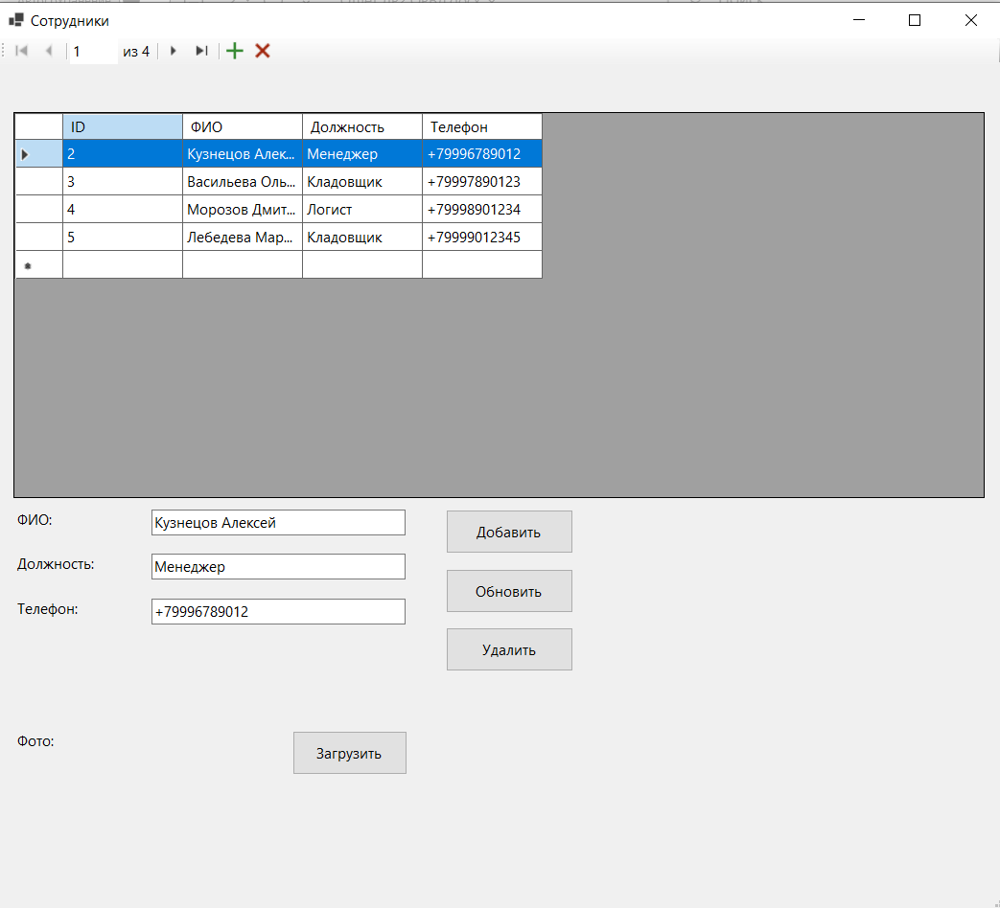 Сотрудники
1 из 4
ID ФИО Должность Телефон
2 Кузнецов Алек... Менеджер +79996789012
3 Васильева Оль... Кладовщик +79997890123
4 Морозов Дмит... Логист +79998901234
5 Лебедева Мар... Кладовщик +79999012345
ФИО: Кузнецов Алексей Добавить
Должность: Менеджер
Обновить
Телефон: +79996789012
Удалить
Фото: Загрузить